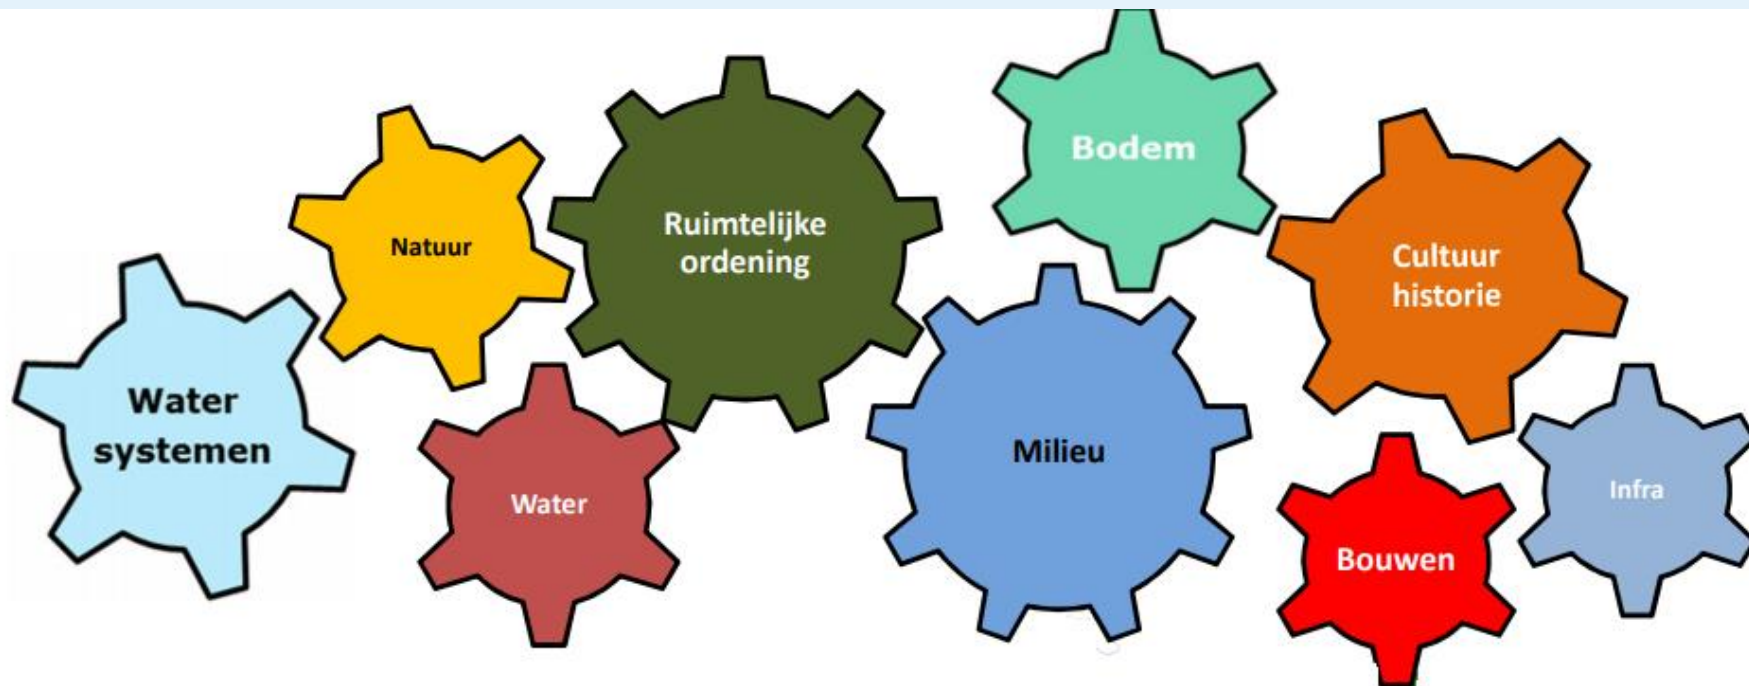 Water
systemen
Natuur
Ruimtelijke
ordening
Water
Bodem
Milieu
Cultuur
historie
Bouwen
Infra